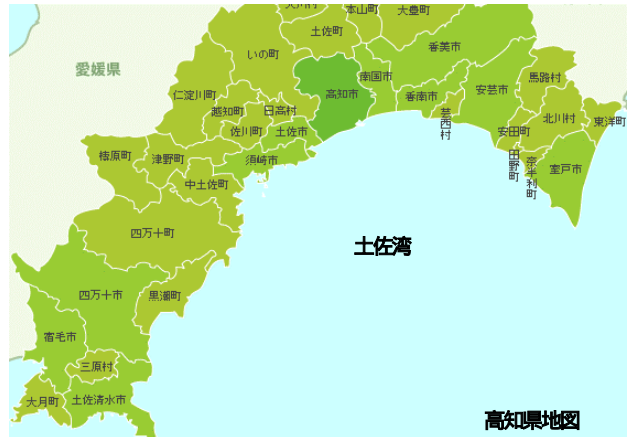 本山町
大豊町
土佐町
香美市
いの町
愛媛県
南国市
馬路村
安芸市
仁淀川町
高知市
香南市
越知町
日高村
芸西村
北川村
東洋町
佐川町
土佐市
安田町
梼原町
津野町
須崎市
田野町
奈半利町
室戸市
中土佐町
四万十町
土佐湾
四万十市
黒潮町
宿毛市
三原村
大月町
土佐清水市
高知県地図